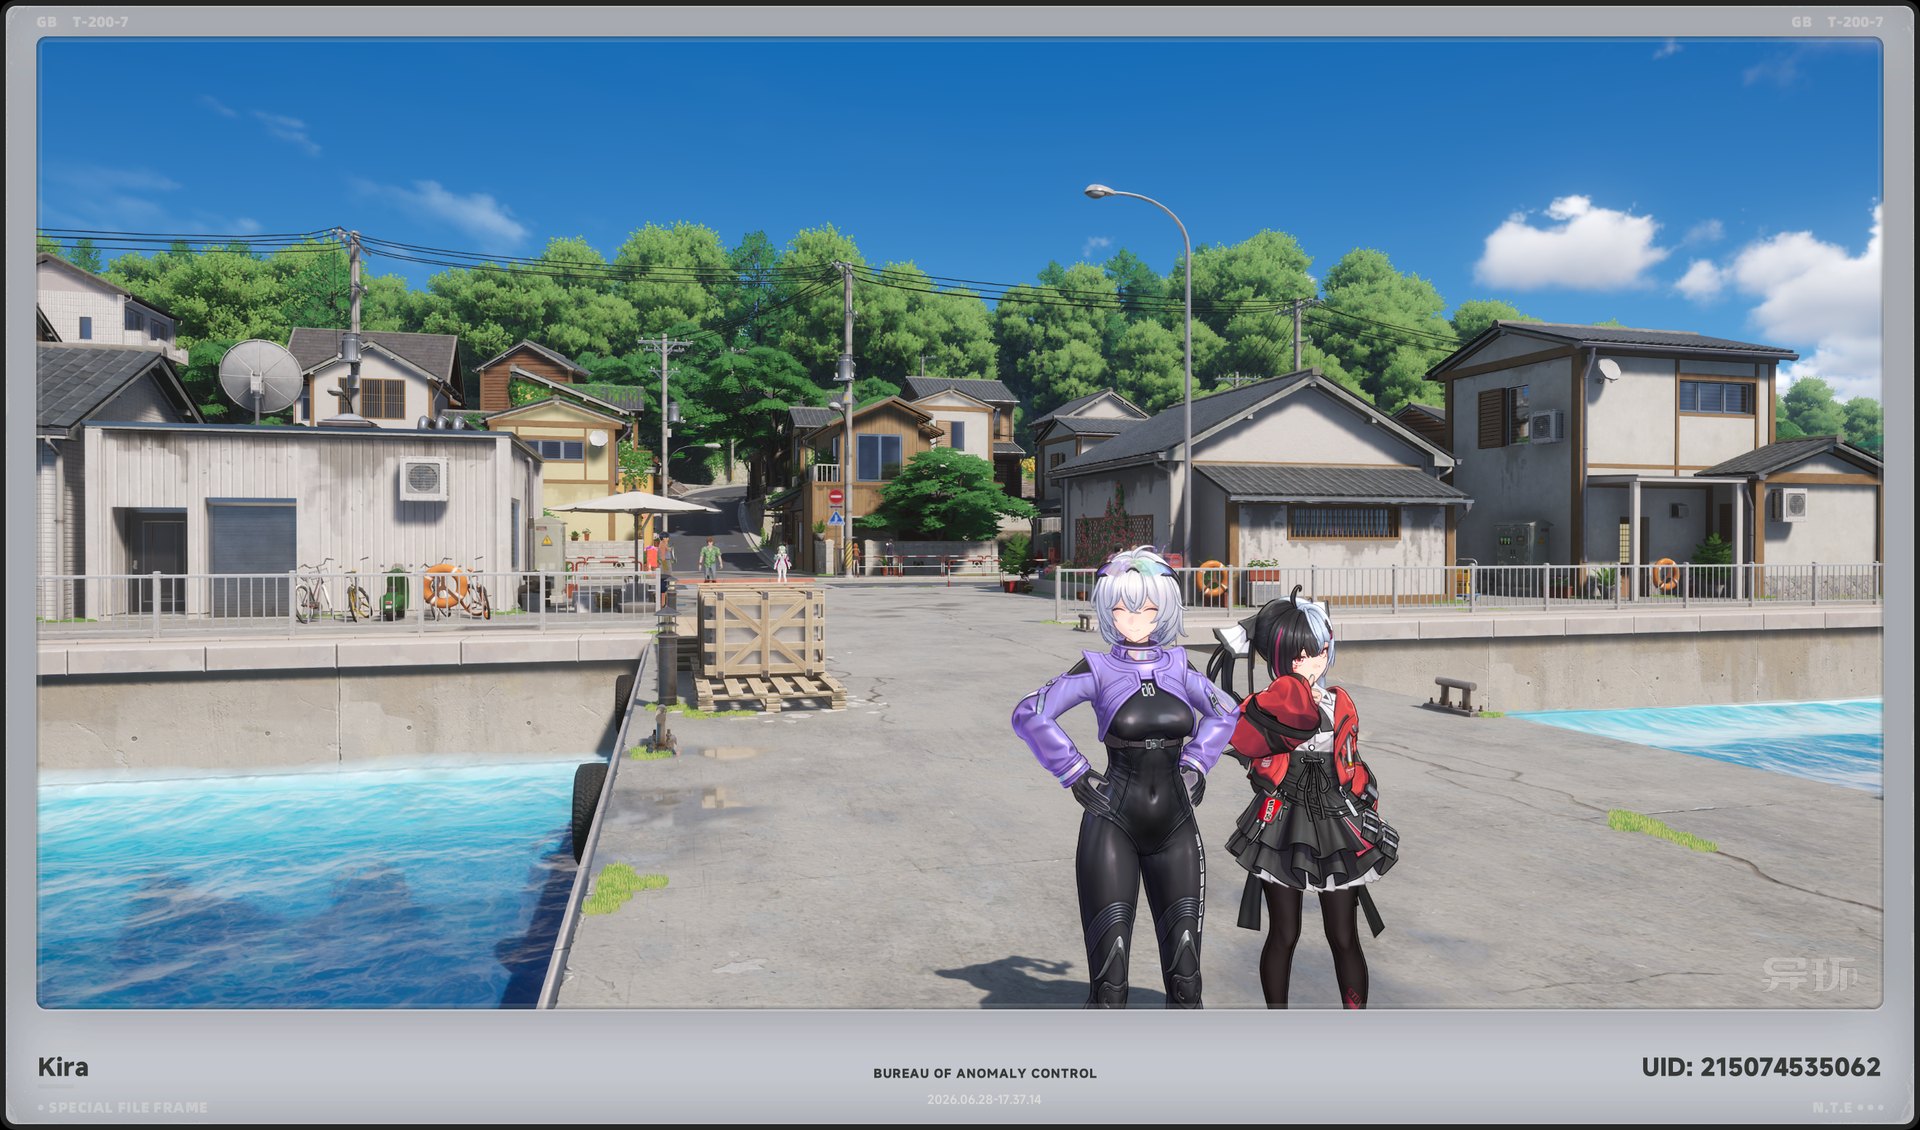 GB T-200-7
GB T-200-7
异环
Kira
BUREAU OF ANOMALY CONTROL
UID: 215074535062
• SPECIAL FILE FRAME
2026.06.28-17.37.14
N.T.E •••